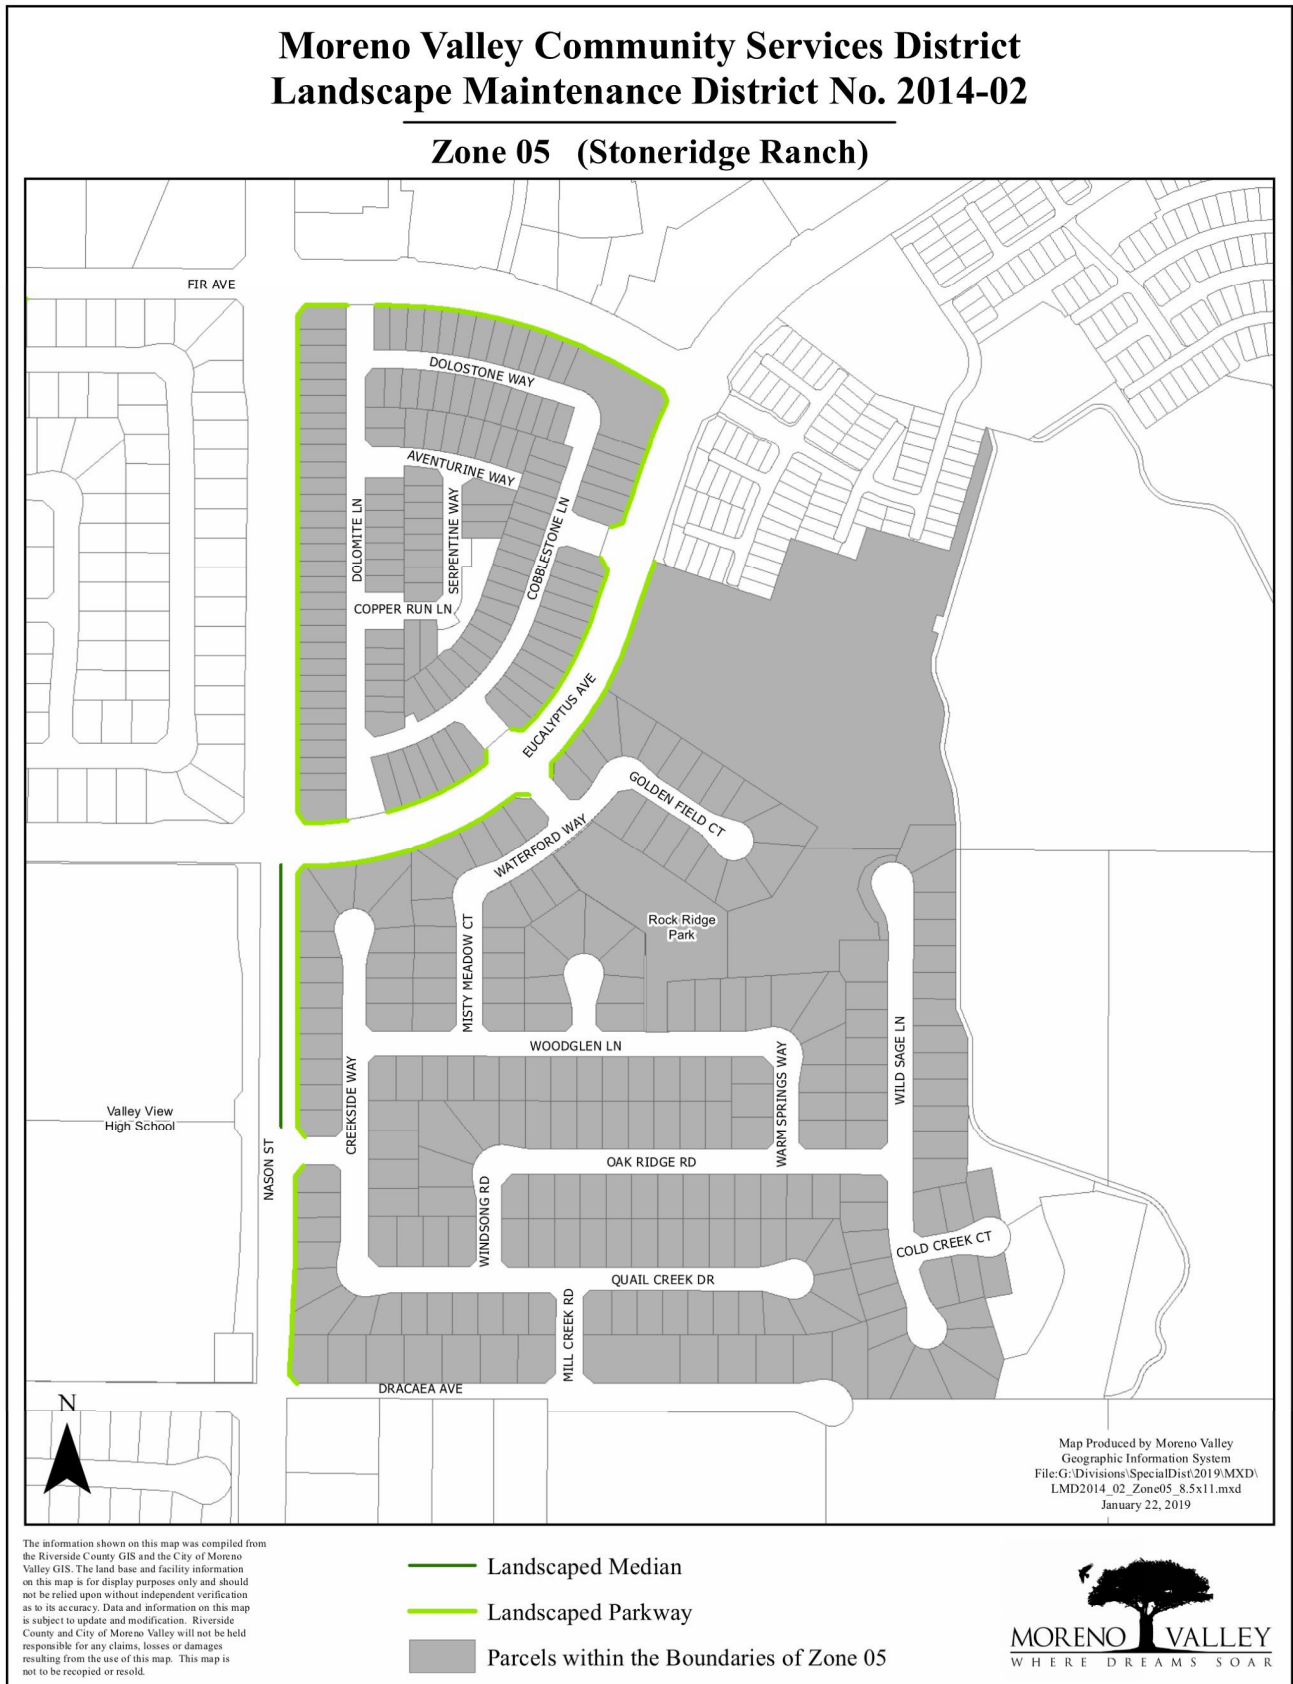 Moreno Valley Community Services District
Landscape Maintenance District No. 2014-02
Zone 05 (Stoneridge Ranch)
FIR AVE
DOLOSTONE WAY
AVENTURINE WAY
DOLOMITE LN
SERPENTINE WAY
COBBLESTONE LN
COPPER RUN LN
EUCALYPTUS AVE
GOLDEN FIELD CT
WATERFORD WAY
Rock Ridge
Park
MISTY MEADOW CT
WOODGLEN LN
WILD SAGE LN
CREEKSIDE WAY
WARM SPRINGS WAY
Valley View
High School
NASON ST
OAK RIDGE RD
WINDSONG RD
COLD CREEK CT
QUAIL CREEK DR
MILL CREEK RD
DRACAEA AVE
N
Map Produced by Moreno Valley
Geographic Information System
File:G:\Divisions\SpecialDist\2019\MXD\
LMD2014_02_Zone05_8.5x11.mxd
January 22, 2019
The information shown on this map was compiled from
the Riverside County GIS and the City of Moreno
Valley GIS. The land base and facility information
on this map is for display purposes only and should
not be relied upon without independent verification
as to its accuracy. Data and information on this map
is subject to update and modification. Riverside
County and City of Moreno Valley will not be held
responsible for any claims, losses or damages
resulting from the use of this map. This map is
not to be recopied or resold.
Landscaped Median
Landscaped Parkway
Parcels within the Boundaries of Zone 05
MORENO VALLEY
WHERE DREAMS SOAR